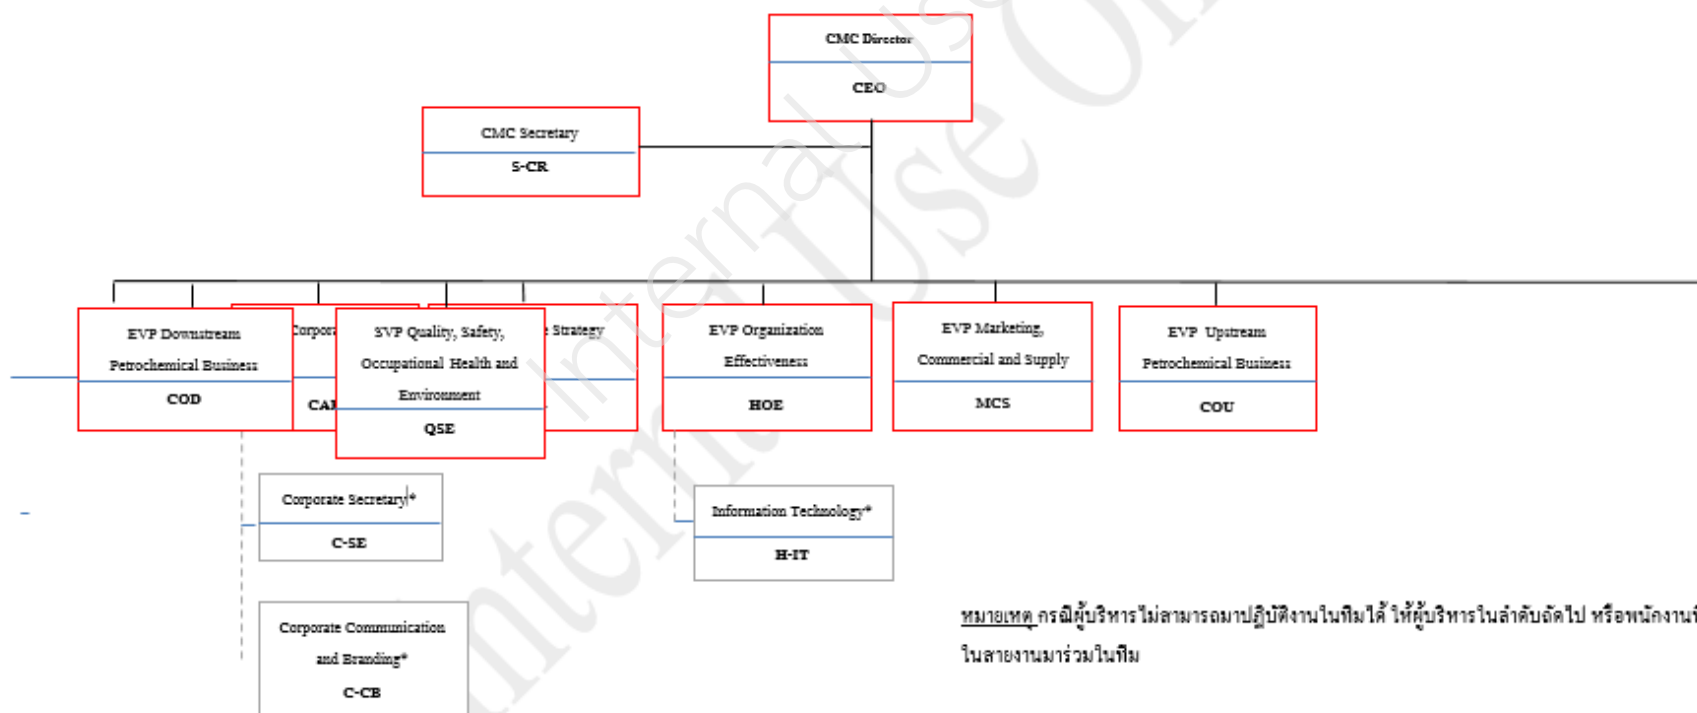 CMC Director
CEO
CMC Secretary
S-CR
EVP Downstream
Petrochemical Business
COD
SVP Quality, Safety,
Occupational Health and
Environment
QSE
Strategy
EVP Organization
Effectiveness
HOE
EVP Marketing,
Commercial and Supply
MCS
EVP Upstream
Petrochemical Business
COU
Corporate Secretary*
C-SE
Information Technology*
H-IT
Corporate Communication
and Branding*
C-CB
หมายเหตุ กรณีผู้บริหารไม่สามารถมาปฏิบัติงานในทีมได้ ให้ผู้บริหารในลำดับถัดไป หรือพนักงาน
ในสายงานมาร่วมในทีม
Internal Use
Internal Use